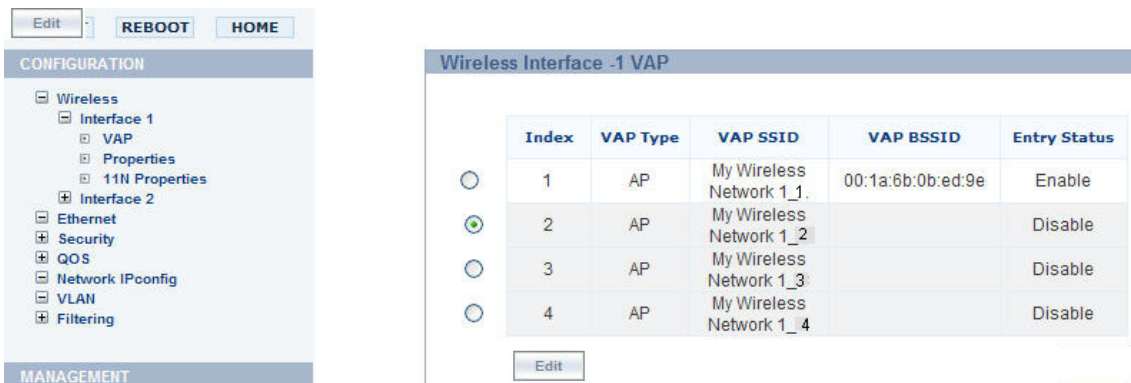 Edit REBOOT HOME
CONFIGURATION
Wireless
Interface 1
VAP
Properties
11N Properties
Interface 2
Ethernet
Security
QOS
Network IPconfig
VLAN
Filtering
MANAGEMENT
Wireless Interface -1 VAP
Index VAP Type VAP SSID VAP BSSID Entry Status
1 AP My Wireless Network 1_1. 00:1a:6b:0b:ed:9e Enable
2 AP My Wireless Network 1_2 Disable
3 AP My Wireless Network 1_3 Disable
4 AP My Wireless Network 1_4 Disable
Edit